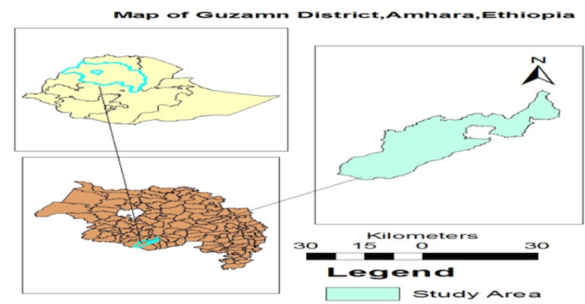 Map of Guzamn District,Amhara,Ethiopia
N
Kilometers
30 15 0 30
Legend
Study Area